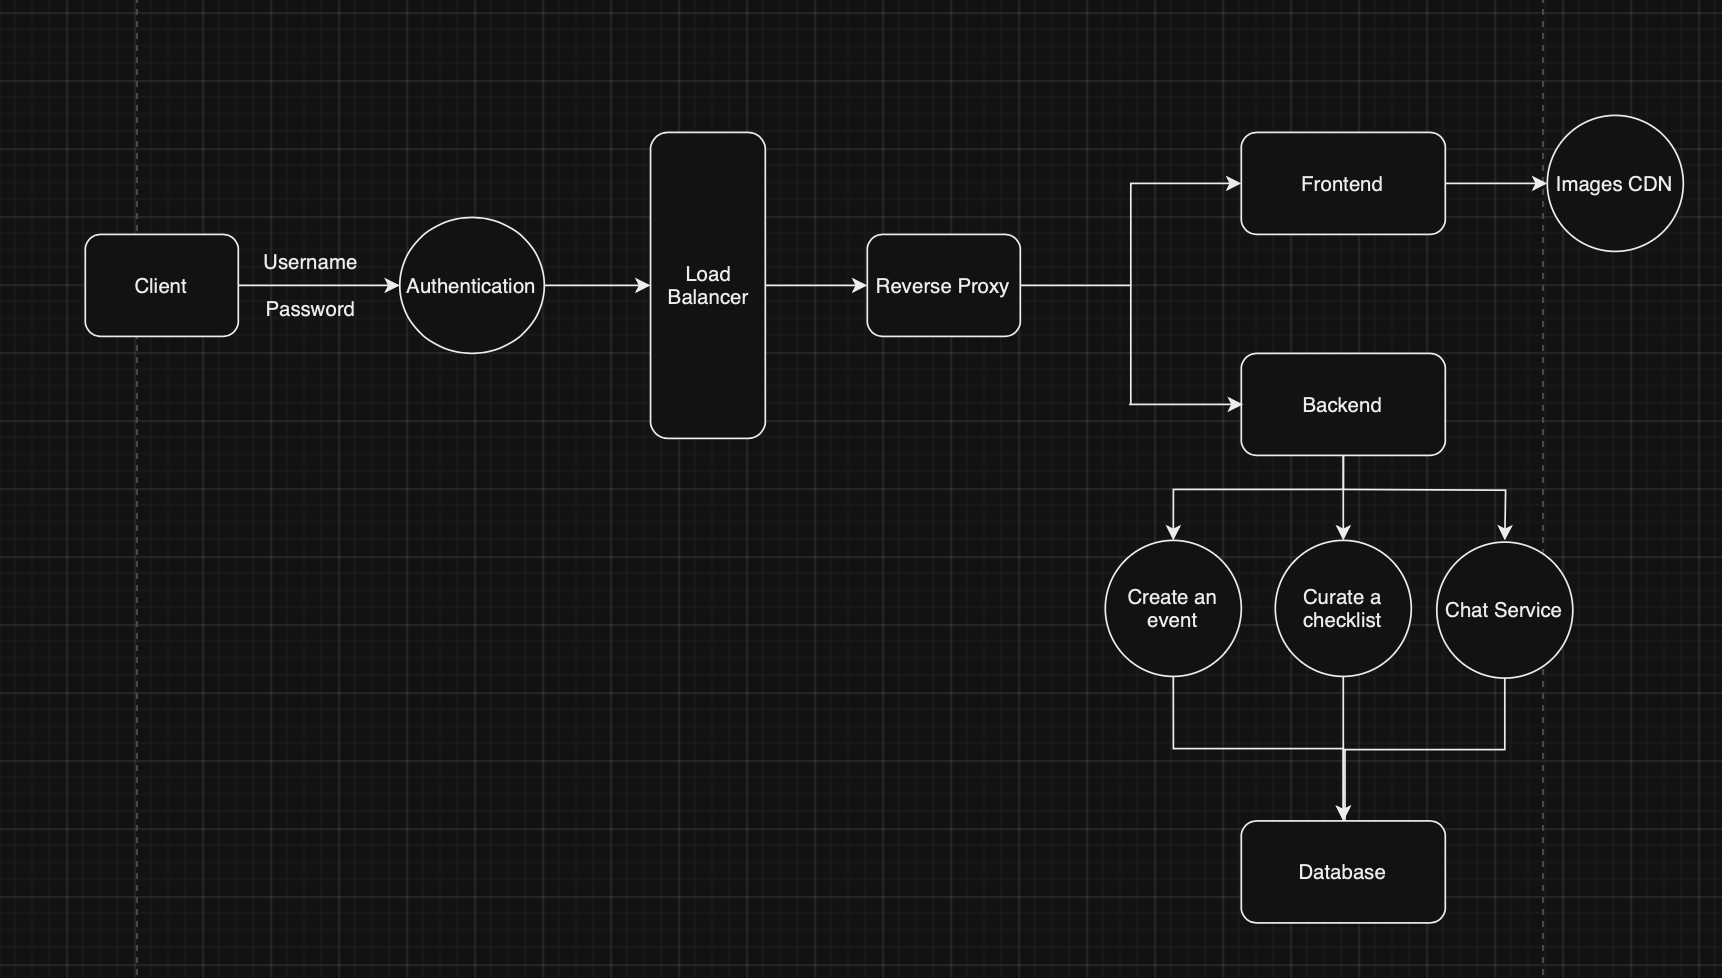 Client
Username
Password
Authentication
Load
Balancer
Reverse Proxy
Frontend
Images CDN
Backend
Create an
event
Curate a
checklist
Chat Service
Database